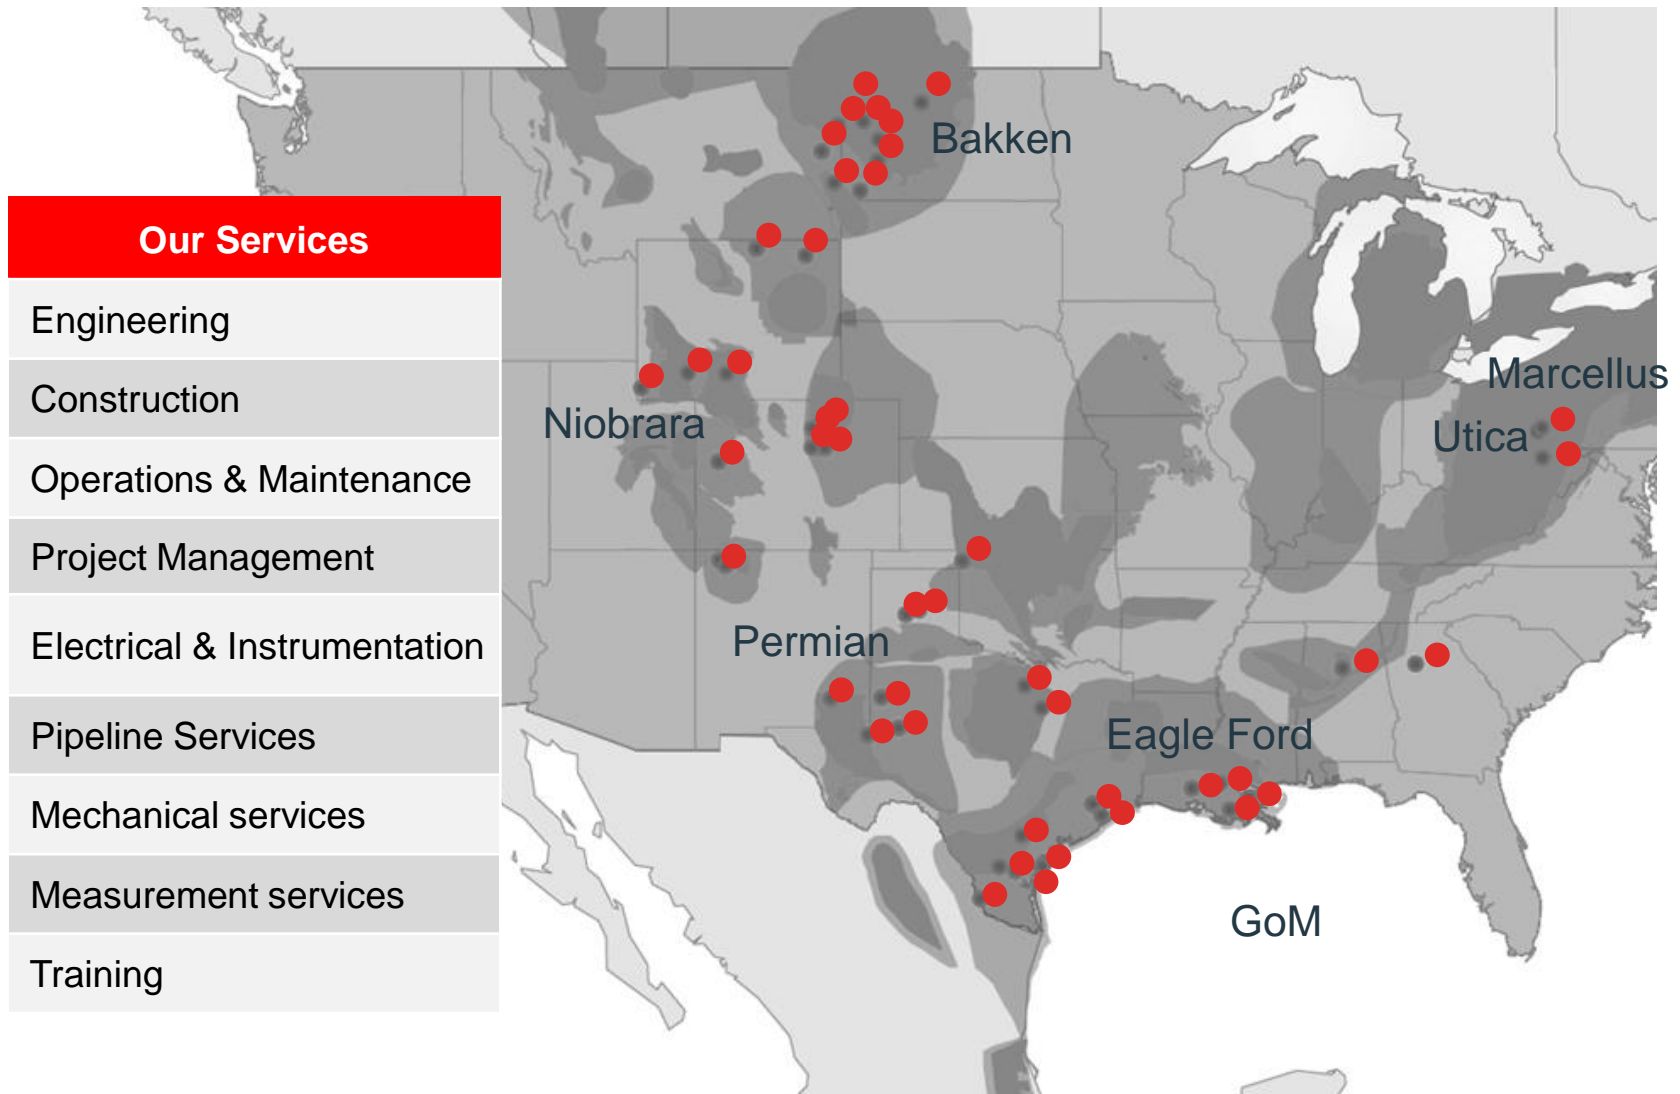 Our Services
Engineering
Construction
Operations & Maintenance
Project Management
Electrical & Instrumentation
Pipeline Services
Mechanical services
Measurement services
Training
Bakken
Marcellus
Niobrara
Utica
Permian
Eagle Ford
GoM